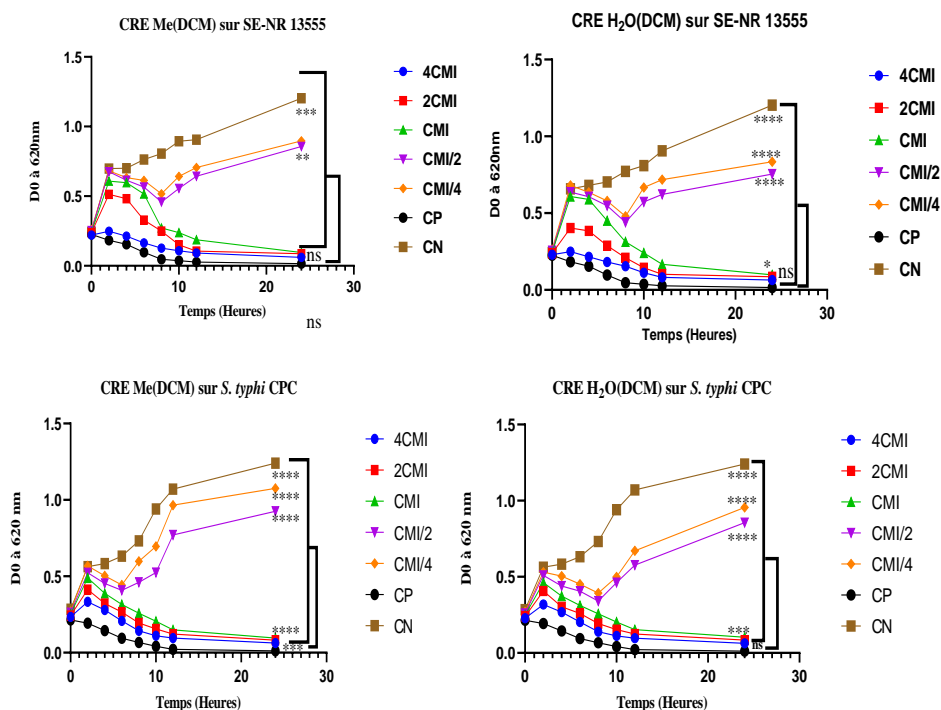 CRE Me(DCM) sur SE-NR 13555
1.5
1.0
0.5
0.0
D0 à 620nm
0
10
20
30
Temps (Heures)
***
**
ns
ns
4CMI
2CMI
CMI
CMI/2
CMI/4
CP
CN
CRE H2O(DCM) sur SE-NR 13555
1.5
1.0
0.5
0.0
D0 à 620nm
0
10
20
30
Temps (Heures)
****
****
****
*
ns
4CMI
2CMI
CMI
CMI/2
CMI/4
CP
CN
CRE Me(DCM) sur S. typhi CPC
1.5
1.0
0.5
0.0
D0 à 620 nm
0
10
20
30
Temps (Heures)
****
****
****
****
***
4CMI
2CMI
CMI
CMI/2
CMI/4
CP
CN
CRE H2O(DCM) sur S. typhi CPC
1.5
1.0
0.5
0.0
D0 à 620 nm
0
10
20
30
Temps (Heures)
****
****
****
***
ns
4CMI
2CMI
CMI
CMI/2
CMI/4
CP
CN